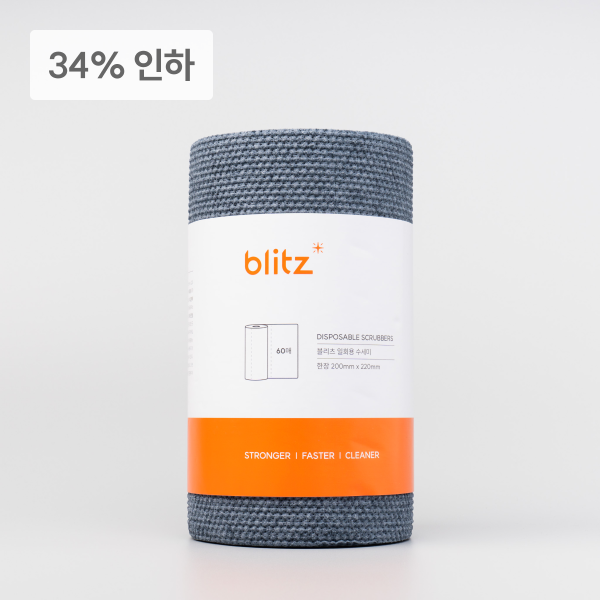 34% 인하
blitz
60매
DISPOSABLE SCRUBBERS
블리츠 일회용 수세미
한장 200mm x 220mm
STRONGER | FASTER | CLEANER